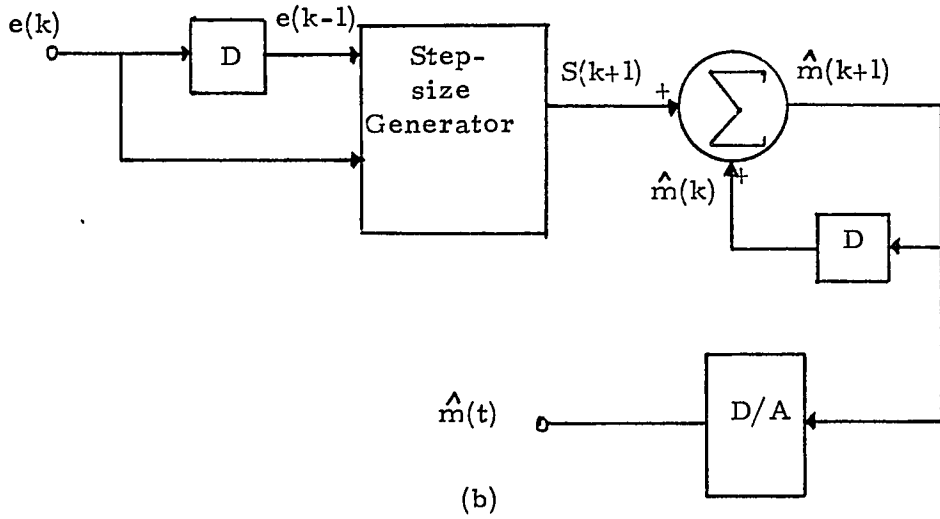 e(k)
D
e(k-1)
Step-
size
Generator
S(k+1)
+
m̂(k+1)
+
m̂(k)
D
m̂(t)
D/A
(b)